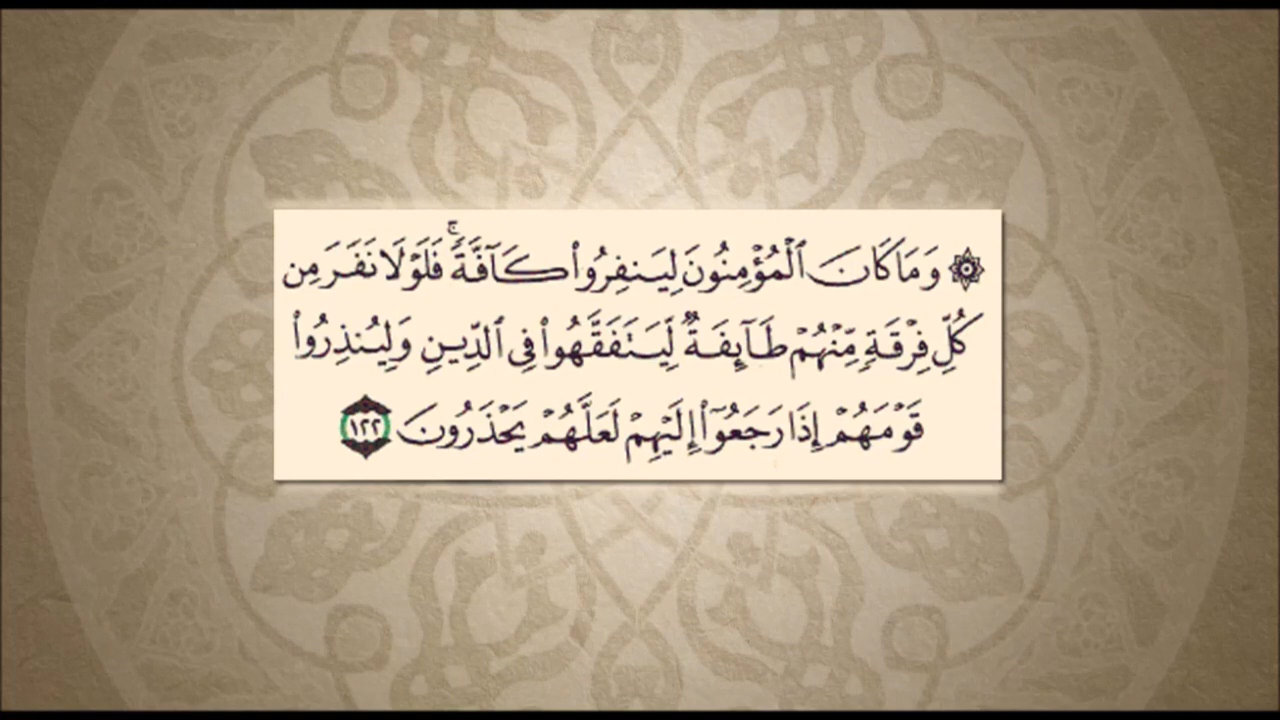 ۞ وَمَا كَانَ ٱلْمُؤْمِنُونَ لِيَنفِرُوا۟ كَآفَّةً ۚ فَلَوْلَا نَفَرَ مِن
كُلِّ فِرْقَةٍ مِّنْهُمْ طَآئِفَةٌ لِّيَتَفَقَّهُوا۟ فِى ٱلدِّينِ وَلِيُنذِرُوا۟
قَوْمَهُمْ إِذَا رَجَعُوٓا۟ إِلَيْهِمْ لَعَلَّهُمْ يَحْذَرُونَ ١٢٢